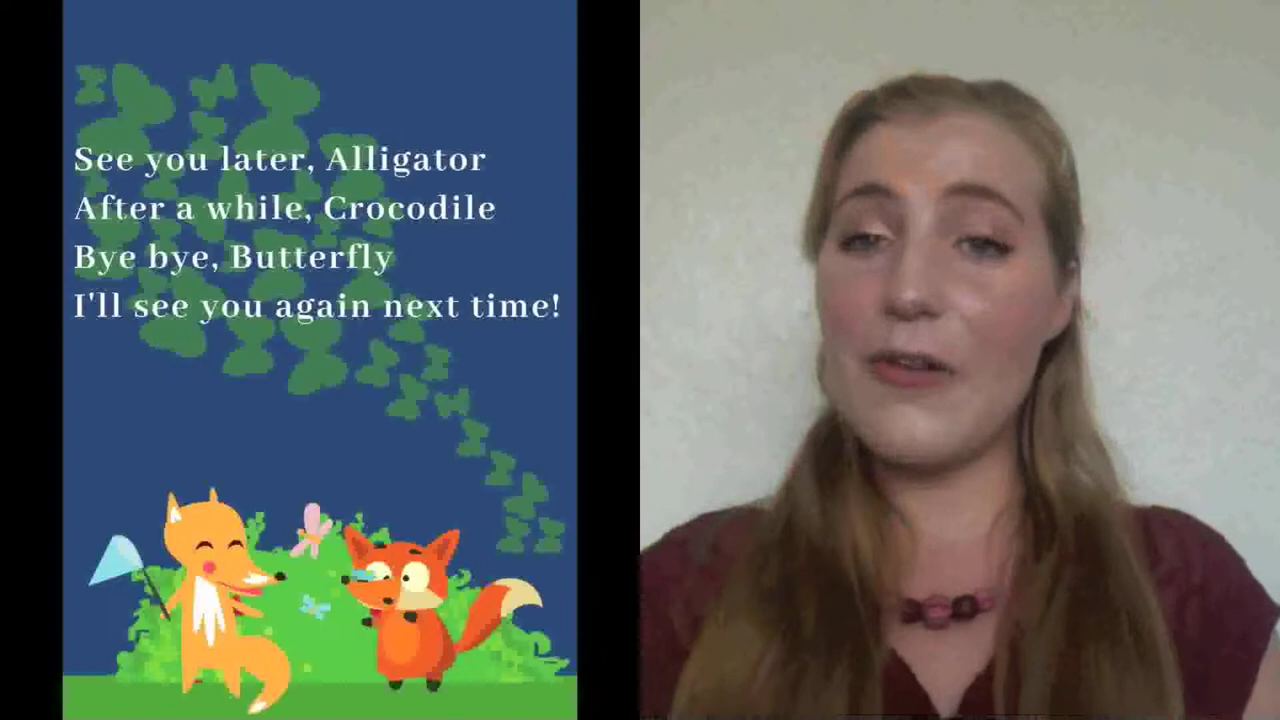 See you later, Alligator
After a while, Crocodile
Bye bye, Butterfly
I'll see you again next time!